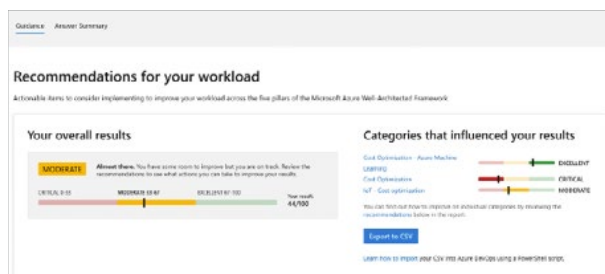 Guidance Answer Summary
Recommendations for your workload
Actionable items to consider implementing to improve your workload across the five pillars of the Microsoft Azure Well-Architected Framework
Your overall results
MODERATE
Almost there. You have some room to improve but you are on track. Review the
recommendations to see what actions you can take to improve your results.
CRITICAL 0-33 MODERATE 33-67 EXCELLENT 67-100
Your result:
44/100
Categories that influenced your results
Cost Optimization - Azure Machine
Learning
EXCELLENT
Cost Optimization
CRITICAL
IoT - Cost optimization
MODERATE
You can find out how to improve on individual categories by reviewing the
recommendations below in the report.
Export to CSV
Learn how to import your CSV into Azure DevOps using a PowerShell script.